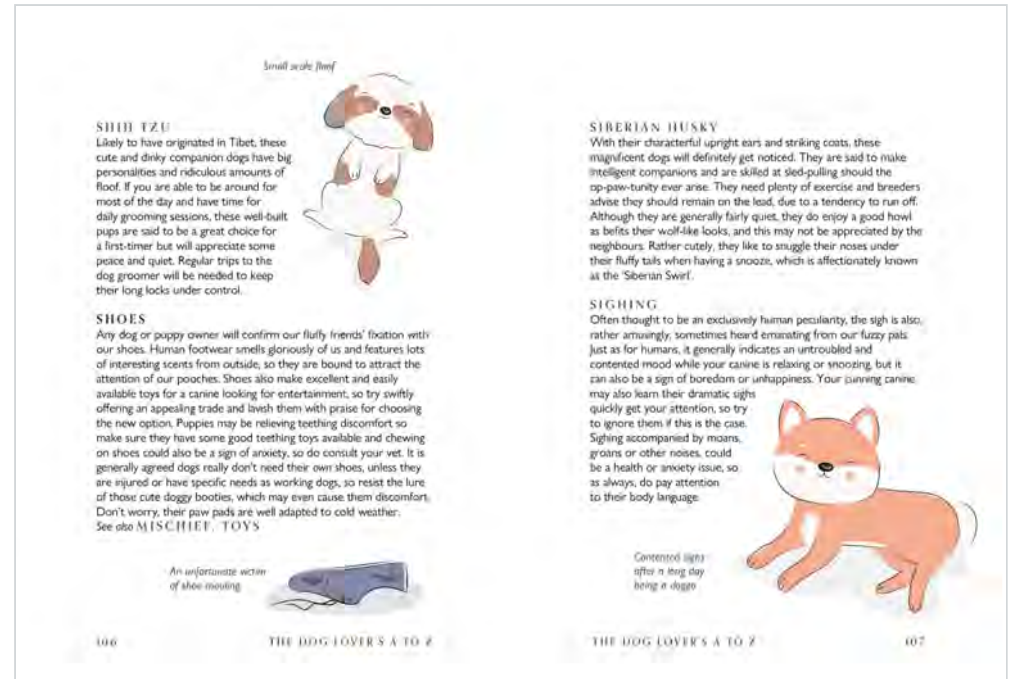 Small scale floof
SHIH TZU
Likely to have originated in Tibet, these
cute and dinky companion dogs have big
personalities and ridiculous amounts of
floof. If you are able to be around for
most of the day and have time for
daily grooming sessions, these well-built
pups are said to be a great choice for
a first-timer but will appreciate some
peace and quiet. Regular trips to the
dog groomer will be needed to keep
their long locks under control.
SHOES
Any dog or puppy owner will confirm our fluffy friends' fixation with
our shoes. Human footwear smells gloriously of us and features lots
of interesting scents from outside, so they are bound to attract the
attention of our pooches. Shoes also make excellent and easily
available toys for a canine looking for entertainment, so try swiftly
offering an appealing trade and lavish them with praise for choosing
the new option. Puppies may be relieving teething discomfort so
make sure they have some good teething toys available and chewing
on shoes could also be a sign of anxiety, so do consult your vet. It is
generally agreed dogs really don't need their own shoes, unless they
are injured or have specific needs as working dogs, so resist the lure
of those cute doggy booties, which may even cause them discomfort.
Don't worry, their paw pads are well adapted to cold weather.
See also MISCHIEF, TOYS
An unfortunate victim
of shoe mauling
106
THE DOG LOVER'S A TO Z
SIBERIAN HUSKY
With their characterful upright ears and striking coats, these
magnificent dogs will definitely get noticed. They are said to make
intelligent companions and are skilled at sled-pulling should the
op-paw-tunity ever arise. They need plenty of exercise and breeders
advise they should remain on the lead, due to a tendency to run off.
Although they are generally fairly quiet, they do enjoy a good howl
as befits their wolf-like looks, and this may not be appreciated by the
neighbours. Rather cutely, they like to snuggle their noses under
their fluffy tails when having a snooze, which is affectionately known
as the 'Siberian Swirl'.
SIGHING
Often thought to be an exclusively human peculiarity, the sigh is also,
rather amusingly, sometimes heard emanating from our fuzzy pals.
Just as for humans, it generally indicates an untroubled and
contented mood while your canine is relaxing or snoozing, but it
can also be a sign of boredom or unhappiness. Your cunning canine
may also learn their dramatic sighs
quickly get your attention, so try
to ignore them if this is the case.
Sighing accompanied by moans,
groans or other noises, could
be a health or anxiety issue, so
as always, do pay attention
to their body language.
Contented sighs
after a long day
being a doggo
THE DOG LOVER'S A TO Z
107